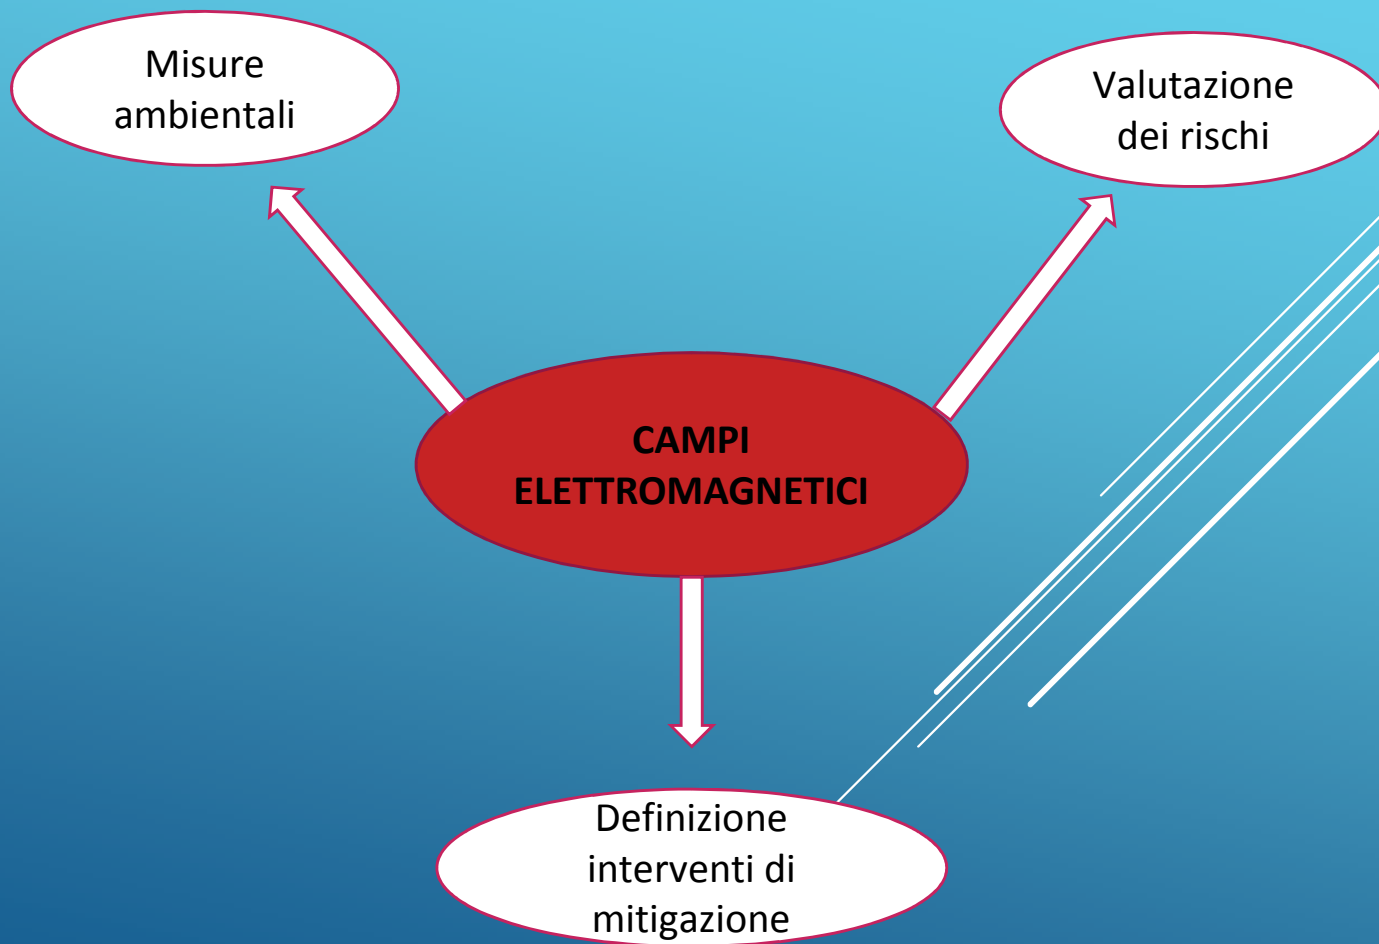 Misure
ambientali
Valutazione
dei rischi
CAMPI
ELETTROMAGNETICI
Definizione
interventi di
mitigazione